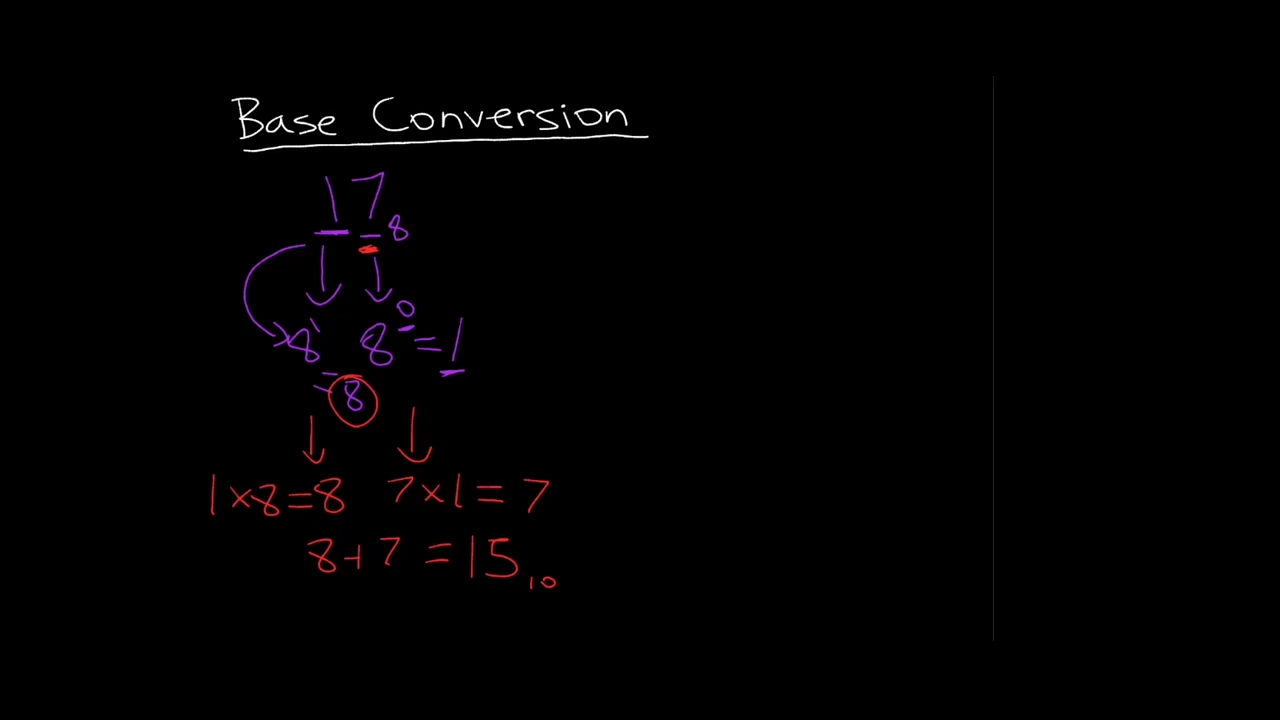 Base Conversion
17₈
8¹ 8⁰ = 1
= 8
1 × 8 = 8 7 × 1 = 7
8 + 7 = 15₁₀